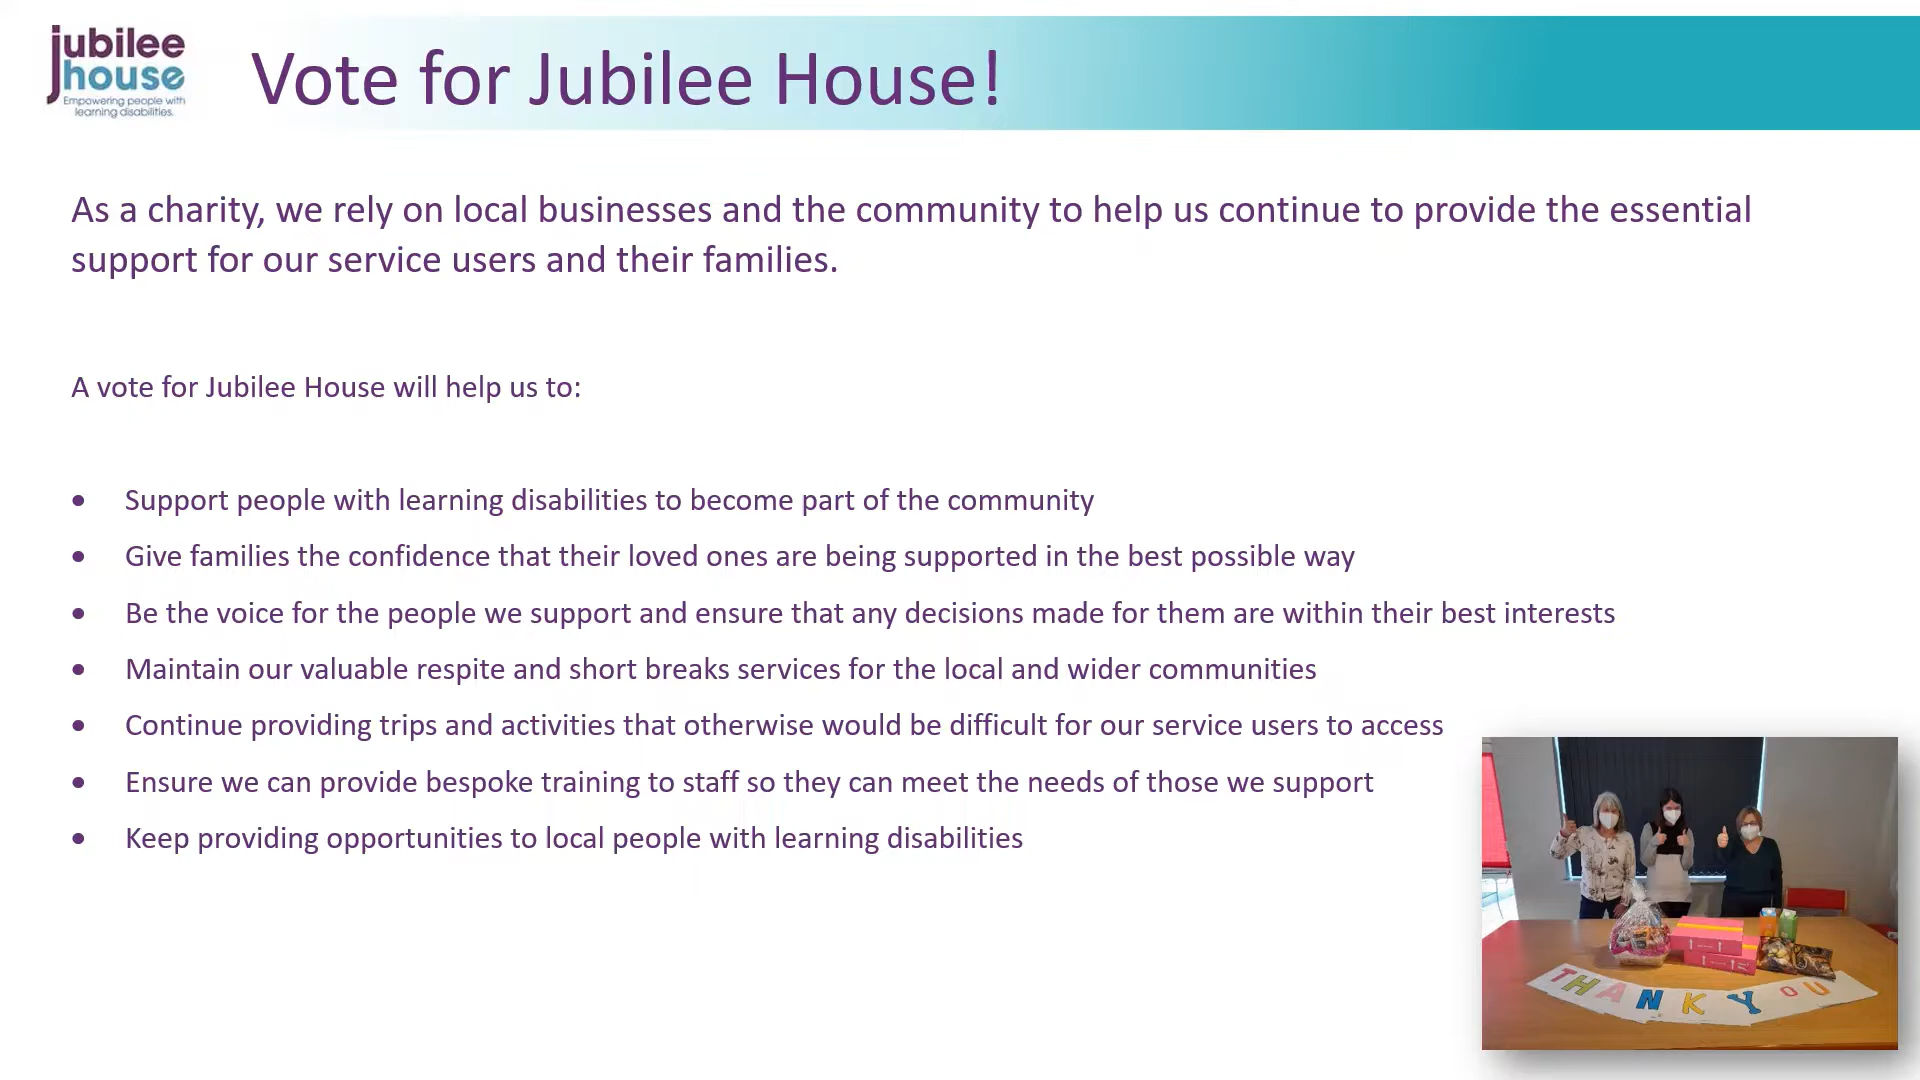 jubilee
house
Empowering people with
learning disabilities.
Vote for Jubilee House!
As a charity, we rely on local businesses and the community to help us continue to provide the essential
support for our service users and their families.
A vote for Jubilee House will help us to:
• Support people with learning disabilities to become part of the community
• Give families the confidence that their loved ones are being supported in the best possible way
• Be the voice for the people we support and ensure that any decisions made for them are within their best interests
• Maintain our valuable respite and short breaks services for the local and wider communities
• Continue providing trips and activities that otherwise would be difficult for our service users to access
• Ensure we can provide bespoke training to staff so they can meet the needs of those we support
• Keep providing opportunities to local people with learning disabilities
THANK YOU